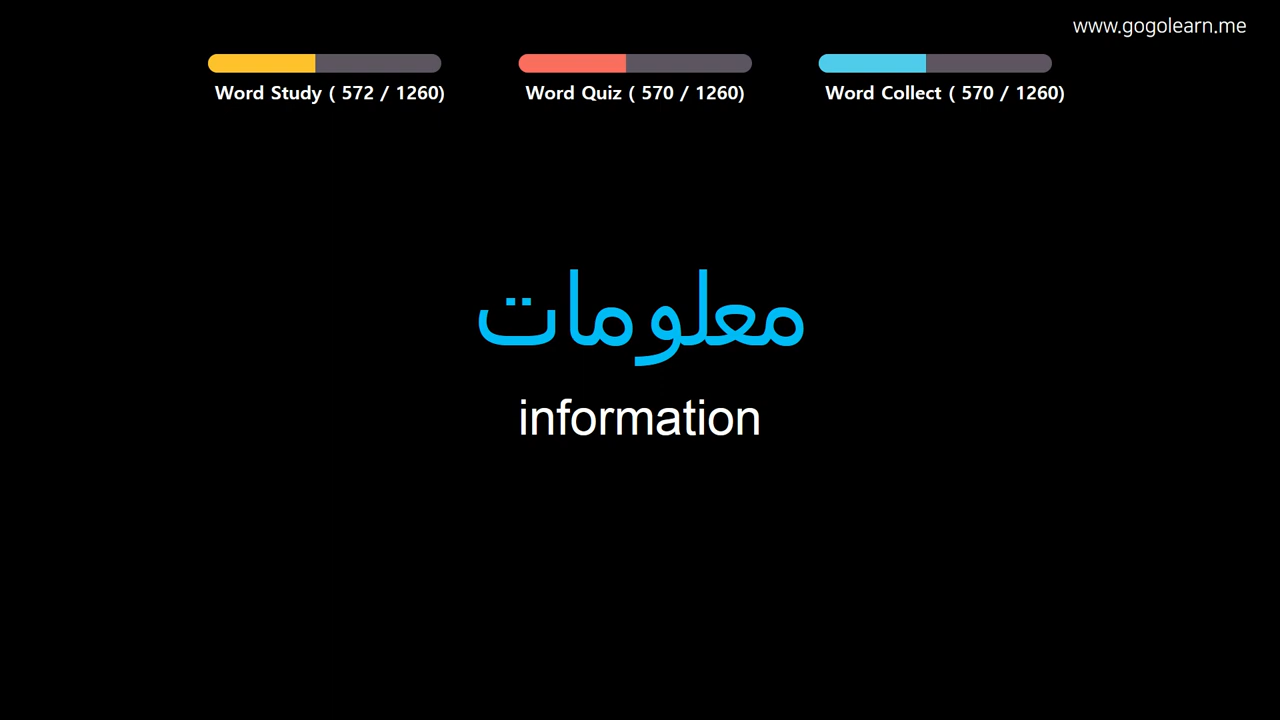 www.gogolearn.me
Word Study ( 572 / 1260)
Word Quiz ( 570 / 1260)
Word Collect ( 570 / 1260)
معلومات
information